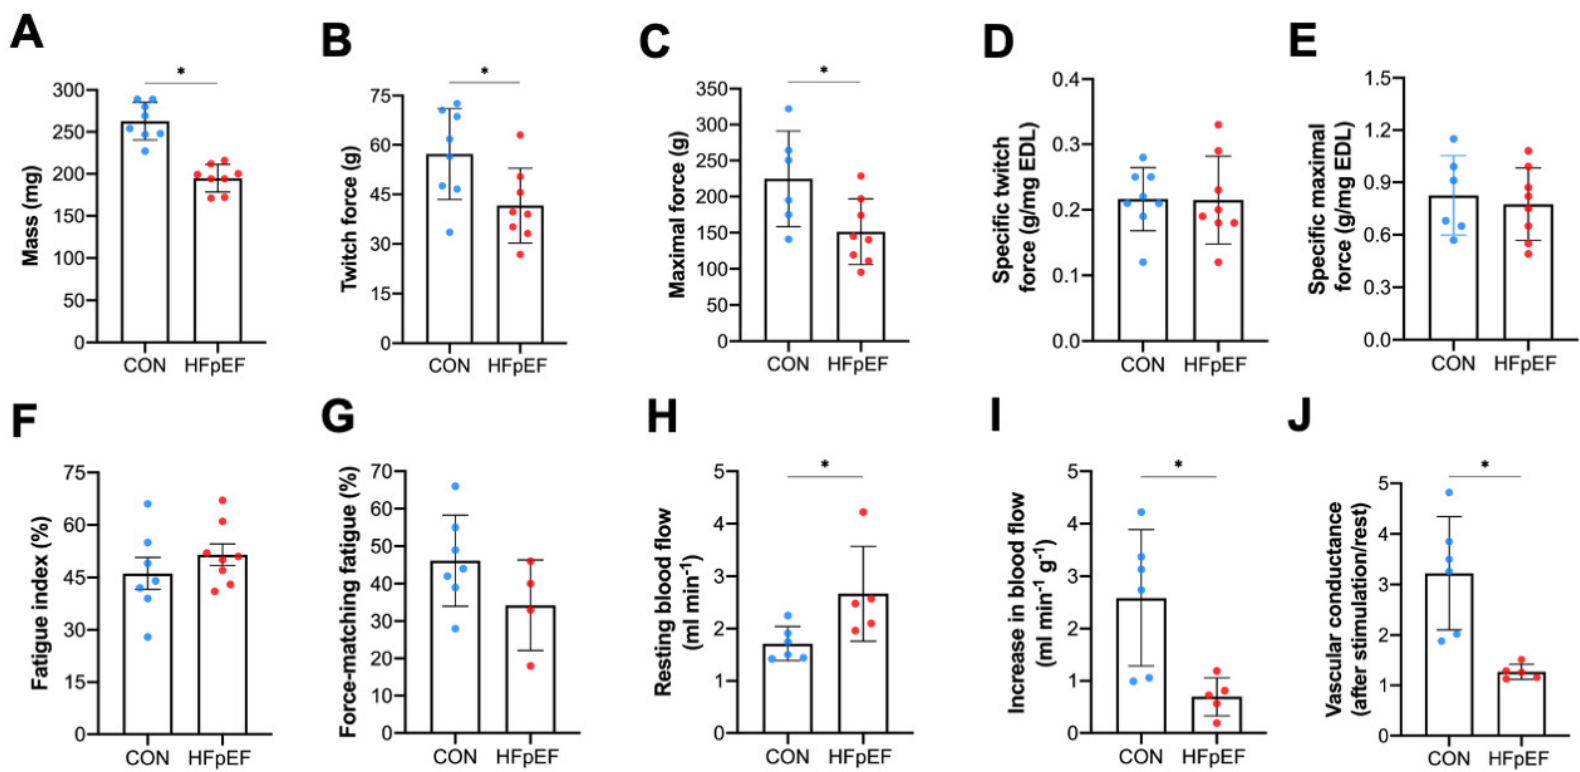 A
B
C
D
E
*
*
*
Mass (mg)
300
250
200
150
100
50
0
CON HFpEF
Twitch force (g)
75
60
45
30
15
0
CON HFpEF
Maximal force (g)
350
300
250
200
150
100
50
0
CON HFpEF
Specific twitch
force (g/mg EDL)
0.4
0.3
0.2
0.1
0.0
CON HFpEF
Specific maximal
force (g/mg EDL)
1.5
1.2
0.9
0.6
0.3
0.0
CON HFpEF
F
G
H
I
J
*
*
*
Fatigue index (%)
75
60
45
30
15
0
CON HFpEF
Force-matching fatigue (%)
70
60
50
40
30
20
10
0
CON HFpEF
Resting blood flow
(ml min⁻¹)
5
4
3
2
1
0
CON HFpEF
Increase in blood flow
(ml min⁻¹ g⁻¹)
5
4
3
2
1
0
CON HFpEF
Vascular conductance
(after stimulation/rest)
5
4
3
2
1
0
CON HFpEF